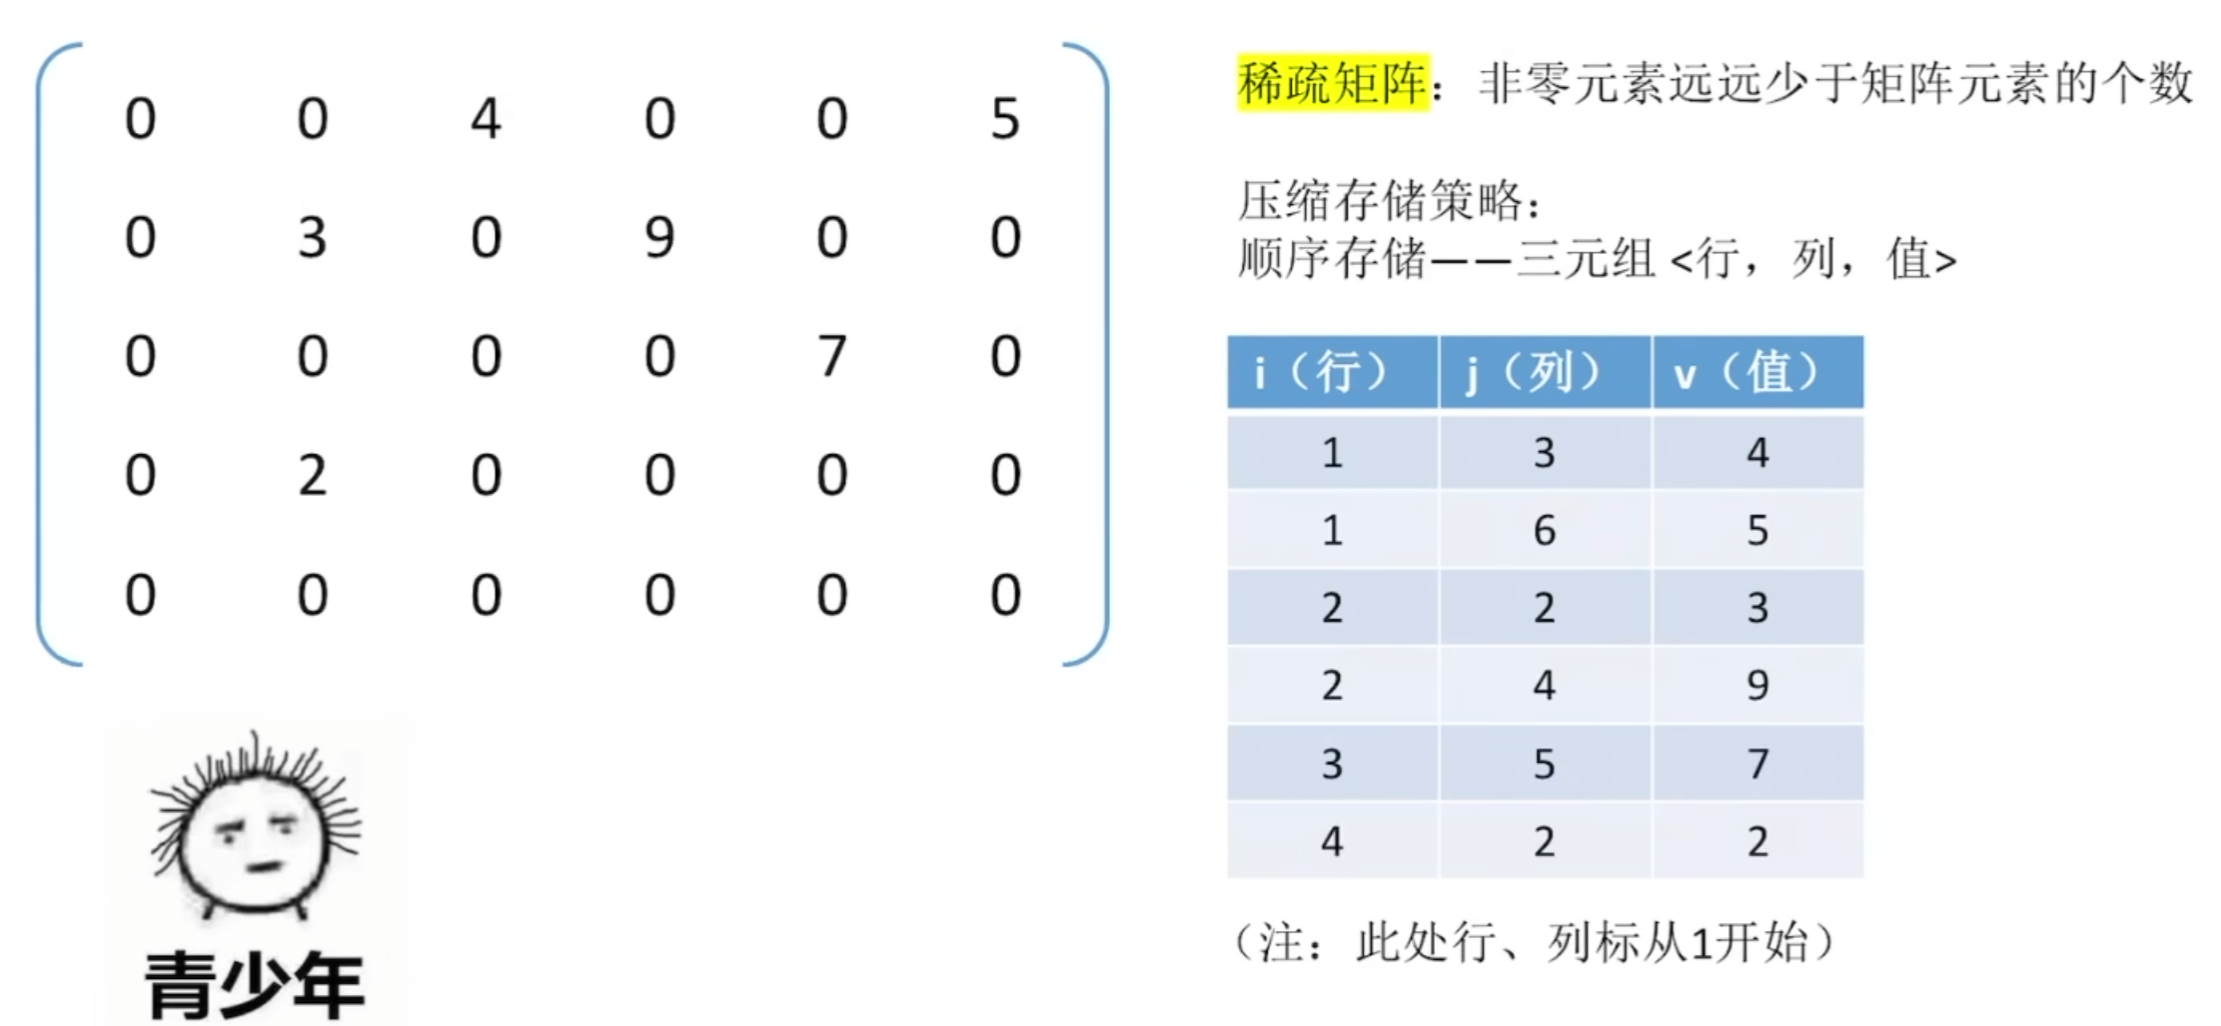 0 0 4 0 0 5
0 3 0 9 0 0
0 0 0 0 7 0
0 2 0 0 0 0
0 0 0 0 0 0
青少年
稀疏矩阵：非零元素远远少于矩阵元素的个数
压缩存储策略：
顺序存储——三元组 <行，列，值>
i（行） j（列） v（值）
1 3 4
1 6 5
2 2 3
2 4 9
3 5 7
4 2 2
（注：此处行、列标从1开始）